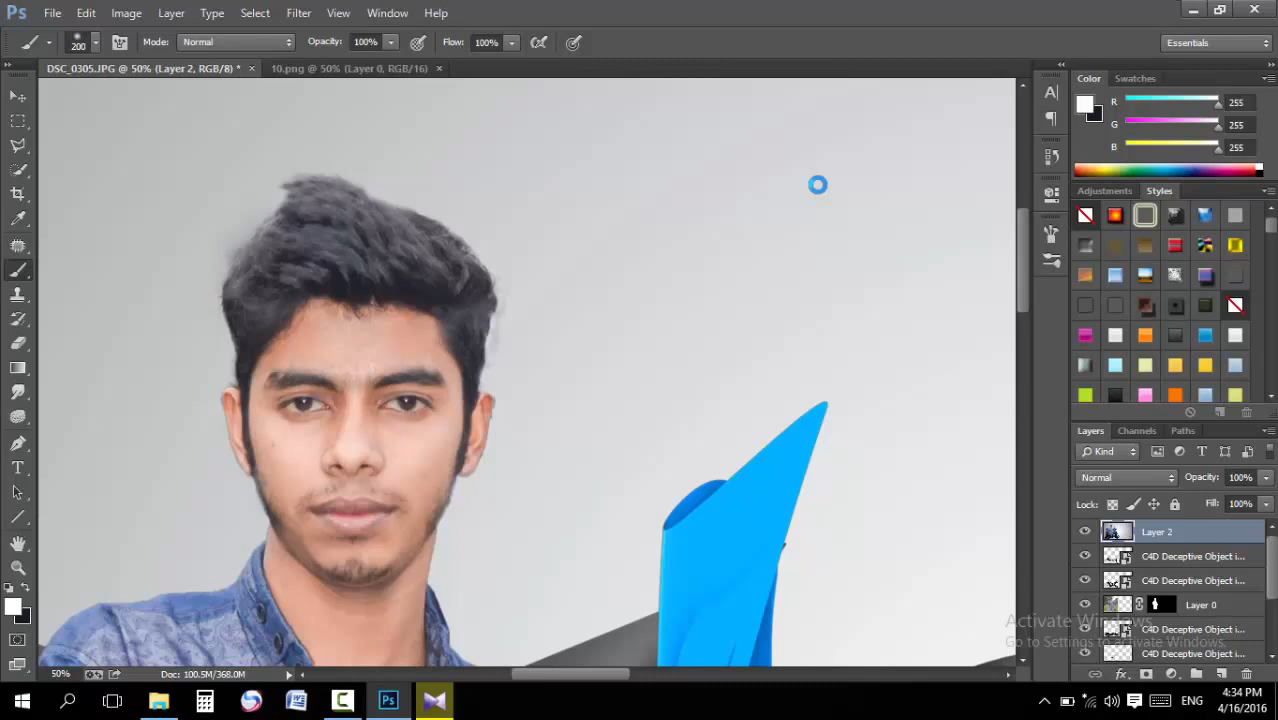 Ps File Edit Image Layer Type Select Filter 3D View Window Help
200 Mode: Normal Opacity: 100% Flow: 100% Essentials
DSC_0305.JPG @ 50% (Layer 2, RGB/8) * × 10.png @ 50% (Layer 0, RGB/16) ×
Color Swatches
R 255
G 255
B 255
Adjustments Styles
Layers Channels Paths
Kind
Normal Opacity: 100%
Lock: Fill: 100%
Layer 2
C4D Deceptive Object i...
C4D Deceptive Object i...
Layer 0
C4D Deceptive Object i...
C4D Deceptive Object i...
Activate Windows
Go to Settings to activate Windows.
50% Doc: 100.5M/368.0M
ENG 4:34 PM
4/16/2016